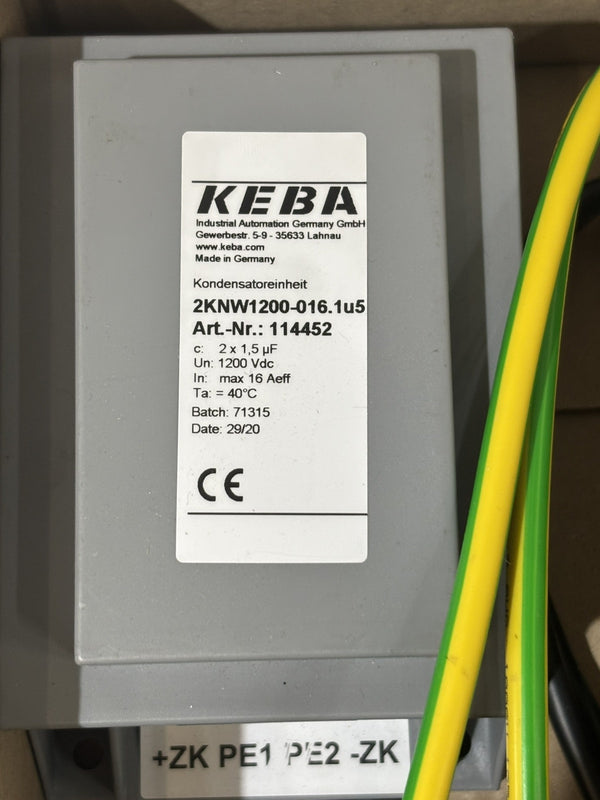 KEBA
Industrial Automation Germany GmbH
Gewerbestr. 5-9 - 35633 Lahnau
www.keba.com
Made in Germany
Kondensatoreinheit
2KNW1200-016.1u5
Art.-Nr.: 114452
c: 2 x 1,5 µF
Un: 1200 Vdc
In: max 16 Aeff
Ta: = 40°C
Batch: 71315
Date: 29/20
CE
+ZK PE1 PE2 -ZK